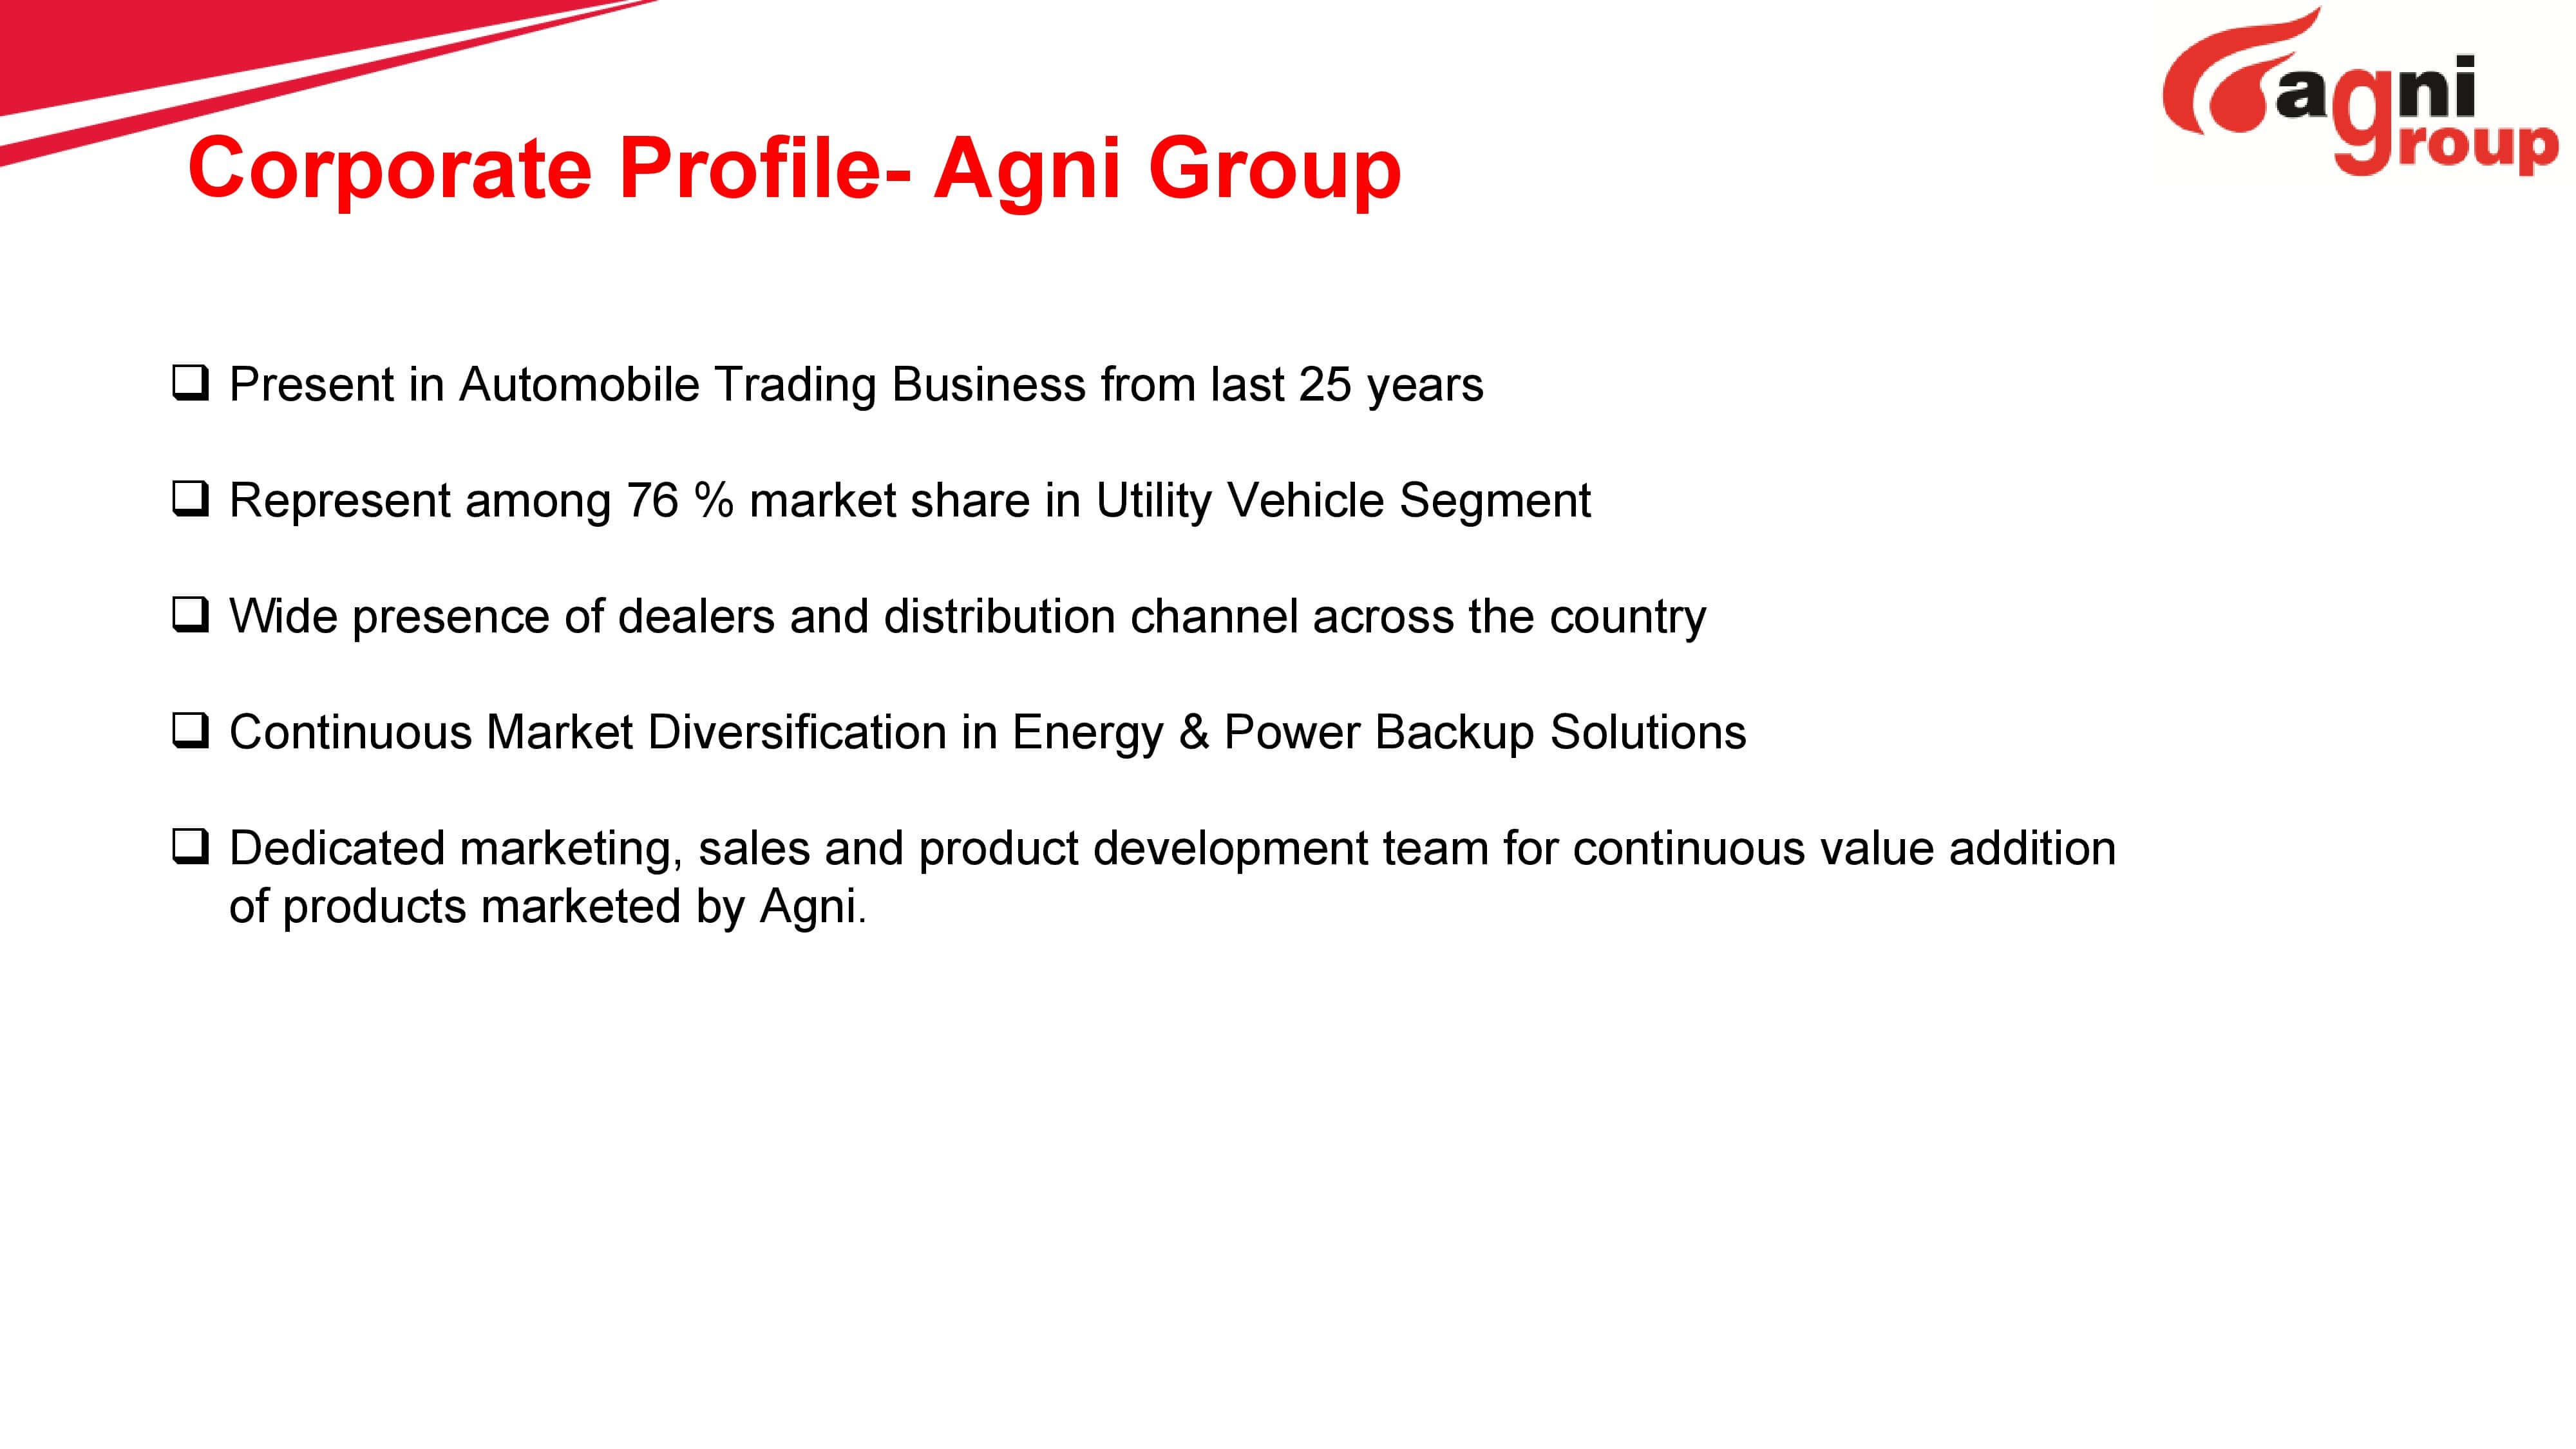 agni
group
Corporate Profile- Agni Group
❑ Present in Automobile Trading Business from last 25 years
❑ Represent among 76 % market share in Utility Vehicle Segment
❑ Wide presence of dealers and distribution channel across the country
❑ Continuous Market Diversification in Energy & Power Backup Solutions
❑ Dedicated marketing, sales and product development team for continuous value addition
of products marketed by Agni.